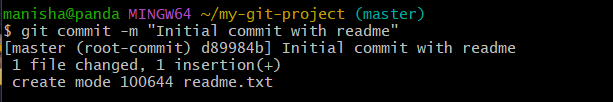 manisha@panda MINGW64 ~/my-git-project (master)
$ git commit -m "Initial commit with readme"
[master (root-commit) d89984b] Initial commit with readme
 1 file changed, 1 insertion(+)
 create mode 100644 readme.txt